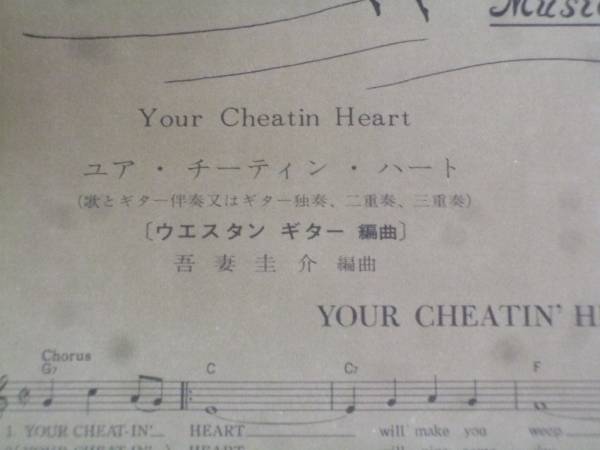 Music
Your Cheatin Heart
ユア・チーティン・ハート
(歌とギター伴奏又はギター独奏、二重奏、三重奏)
〔ウエスタン ギター 編曲〕
吾妻圭介 編曲
YOUR CHEATIN'
Chorus
G7 C C7 F
1. YOUR CHEAT-IN' HEART will make you weep
HEART